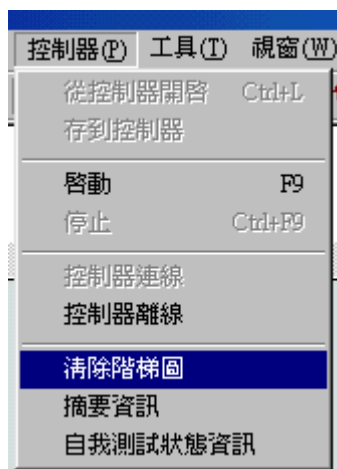 控制器(P) 工具(T) 視窗(W)
從控制器開啓 Ctrl+L
存到控制器
啓動 F9
停止 Ctrl+F9
控制器連線
控制器離線
清除階梯圖
摘要資訊
自我測試狀態資訊